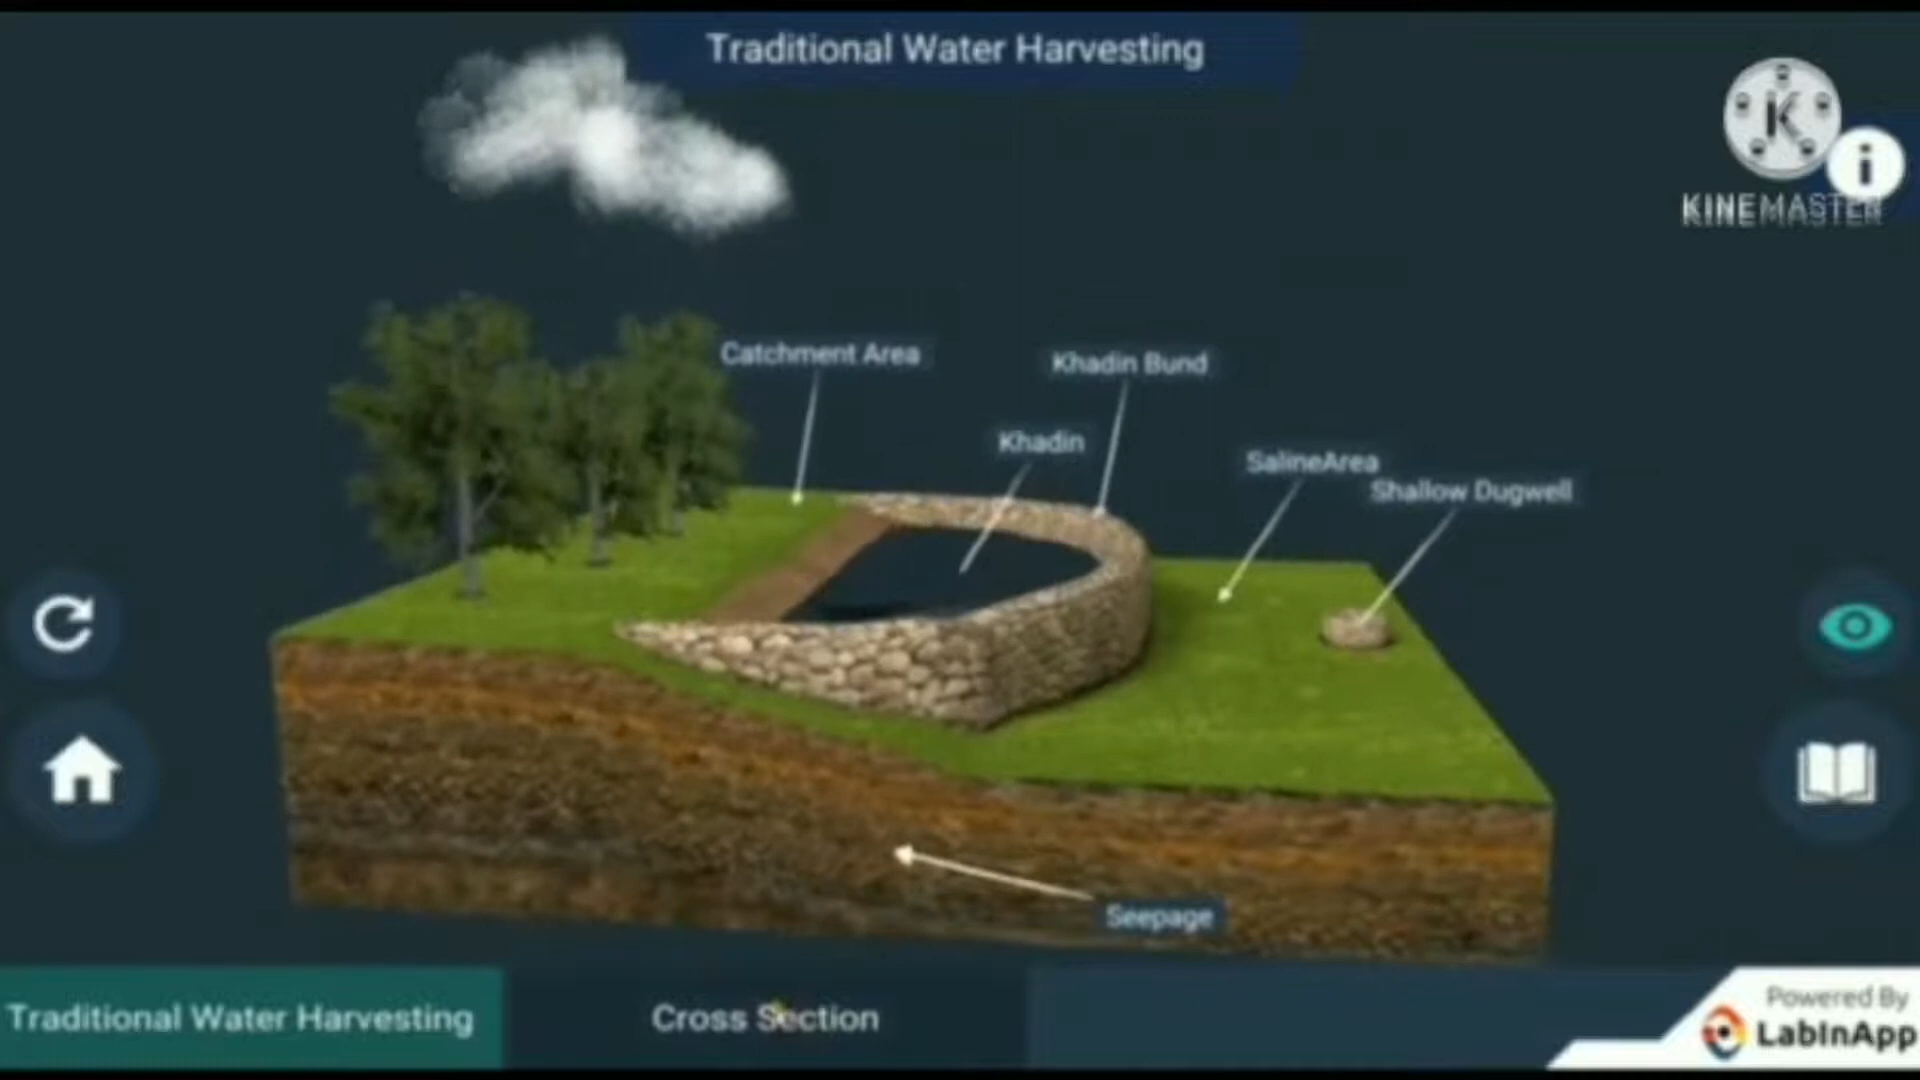 Traditional Water Harvesting
K
i
KINEMASTER
Catchment Area
Khadin Bund
Khadin
SalineArea
Shallow Dugwell
Seepage
Traditional Water Harvesting
Cross Section
Powered By
LabInApp